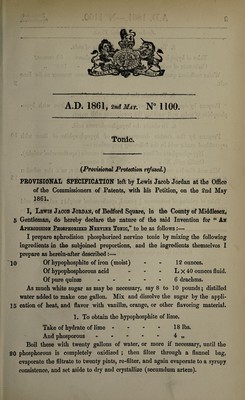 A.D. 1861, 2nd MAY. N° 1100.
Tonic.
(Provisional Protection refused.)
PROVISIONAL SPECIFICATION left by Lewis Jacob Jordan at the Office
of the Commissioners of Patents, with his Petition, on the 2nd May
1861.
I, LEWIS JACOB JORDAN, of Bedford Square, in the County of Middlesex,
5 Gentleman, do hereby declare the nature of the said Invention for "AN
APHRODISION PHOSPHORIZED NERVINE TONIC," to be as follows:—
I prepare aphrodision phosphorized nervine tonic by mixing the following
ingredients in the subjoined proportions, and the ingredients themselves I
prepare as herein-after described:—
10 Of hypophosphite of iron (moist) - - 12 ounces.
Of hypophosphorous acid - - L × 40 ounces fluid.
Of pure quinæ - - - - 6 drachms.
As much white sugar as may be necessary, say 8 to 10 pounds; distilled
water added to make one gallon. Mix and dissolve the sugar by the appli-
15 cation of heat, and flavor with vanille, orange, or other flavoring material.
1. To obtain the hypophosphite of lime.
Take of hydrate of lime - - - - 18 lbs.
And phosporous - - - - - 4 „
Boil these with twenty gallons of water, or more if necessary, until the
20 phosphorous is completely oxidized; then filter through a flannel bag,
evaporate the filtrate to twenty pints, re-filter, and again evaporate to a syrupy
consistence, and set aside to dry and crystallize (secundum artem).